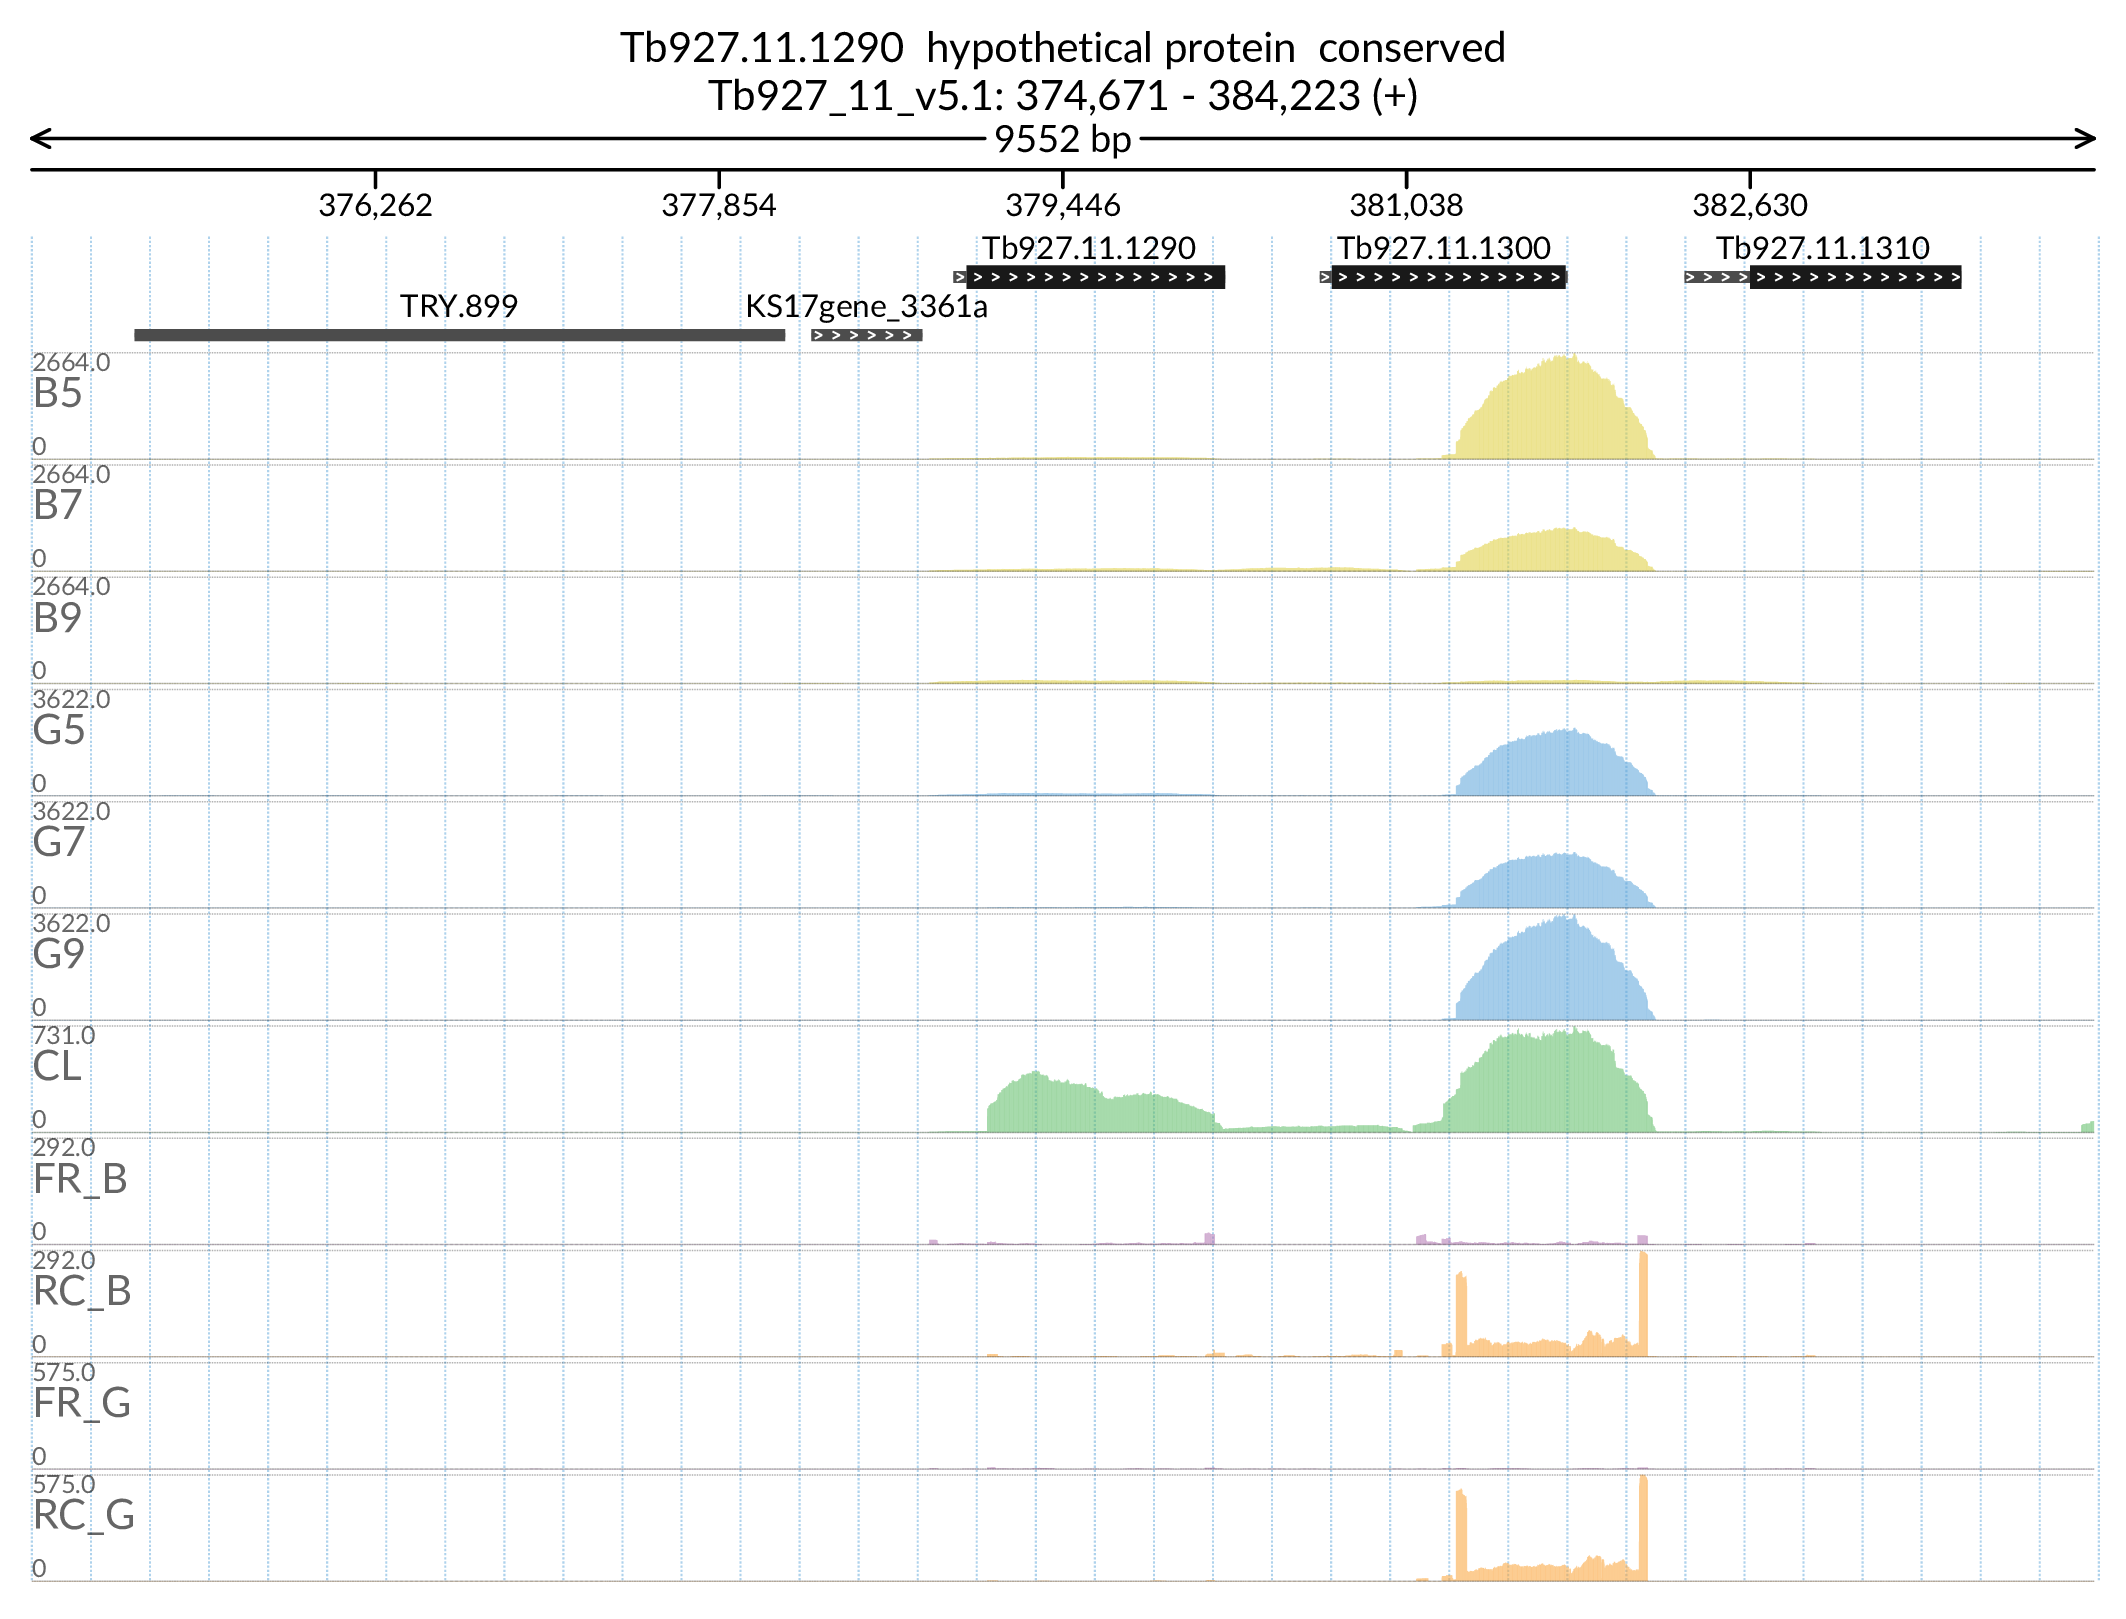 Tb927.11.1290  hypothetical protein  conserved
Tb927_11_v5.1: 374,671 - 384,223 (+)
9552 bp
376,262 377,854 379,446 381,038 382,630
Tb927.11.1290 Tb927.11.1300 Tb927.11.1310
TRY.899 KS17gene_3361a
2664.0
B5
0
2664.0
B7
0
2664.0
B9
0
3622.0
G5
0
3622.0
G7
0
3622.0
G9
0
731.0
CL
0
292.0
FR_B
0
292.0
RC_B
0
575.0
FR_G
0
575.0
RC_G
0